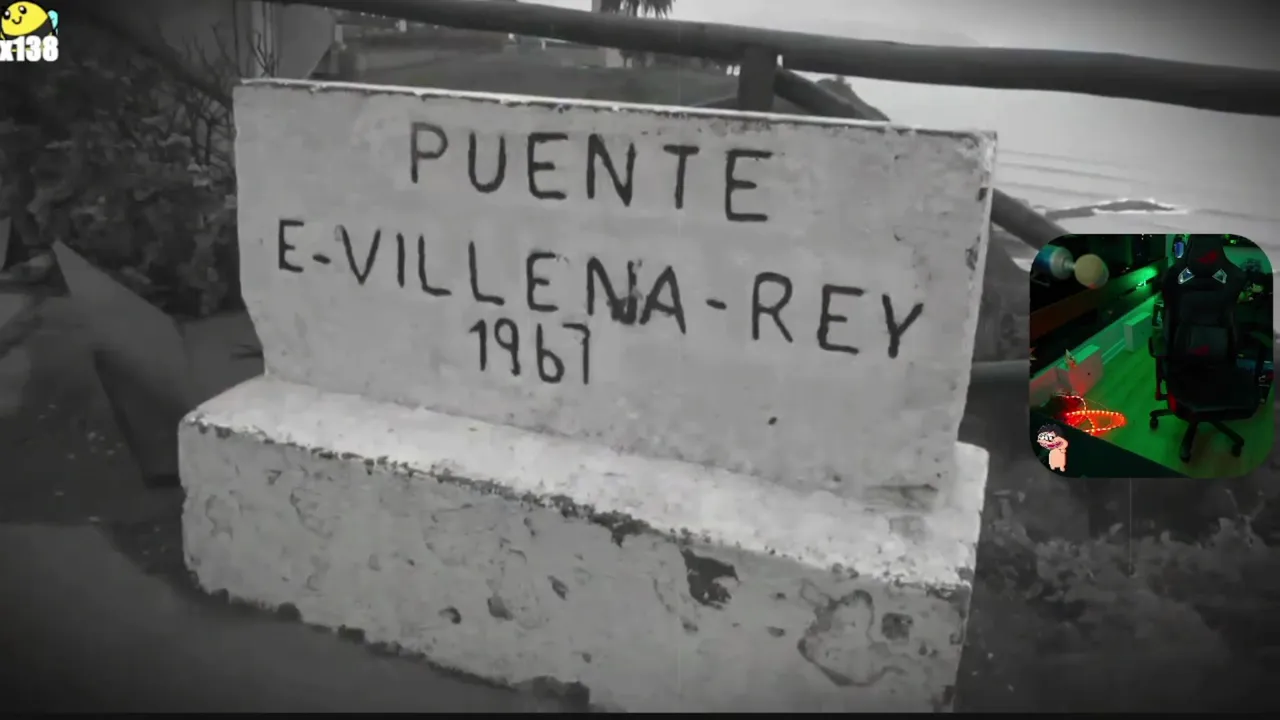 x138
PUENTE
E-VILLENA-REY
1967